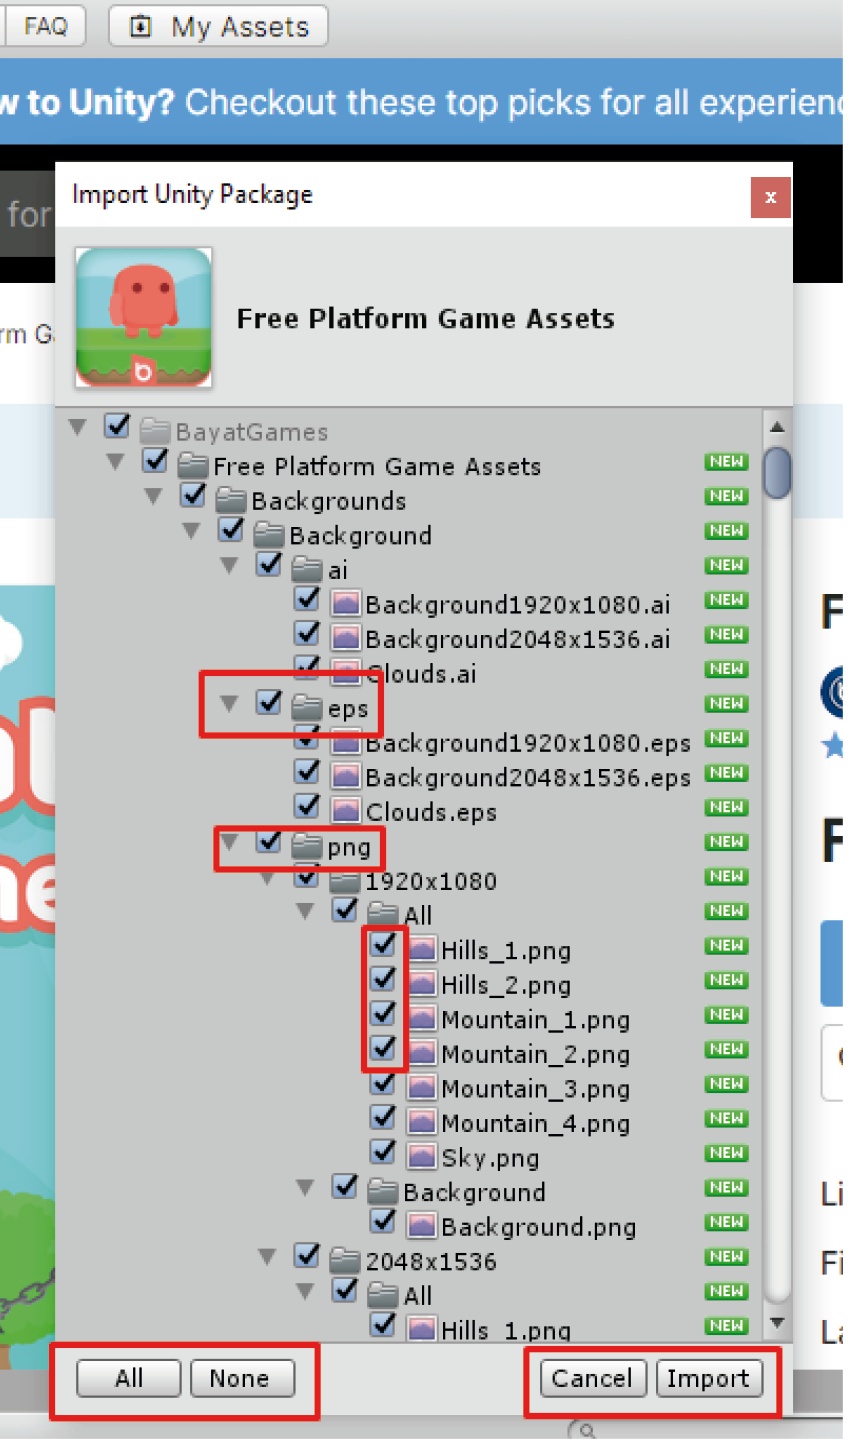 FAQ
My Assets
w to Unity? Checkout these top picks for all experienc
Import Unity Package
x
for
Free Platform Game Assets
rm G
BayatGames
Free Platform Game Assets NEW
Backgrounds NEW
Background NEW
ai NEW
Background1920x1080.ai NEW
Background2048x1536.ai NEW
Clouds.ai NEW
eps NEW
Background1920x1080.eps NEW
Background2048x1536.eps NEW
Clouds.eps NEW
png NEW
1920x1080 NEW
All NEW
Hills_1.png NEW
Hills_2.png NEW
Mountain_1.png NEW
Mountain_2.png NEW
Mountain_3.png NEW
Mountain_4.png NEW
Sky.png NEW
Background NEW
Background.png NEW
2048x1536 NEW
All NEW
Hills_1.png NEW
F
F
Li
Fi
La
All
None
Cancel
Import